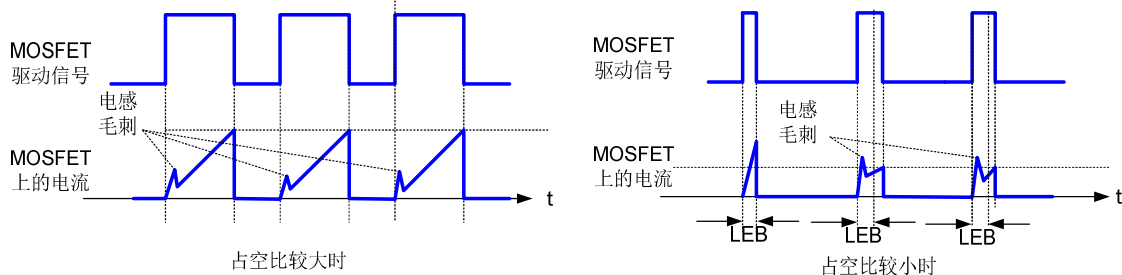 MOSFET
驱动信号
电感
毛刺
MOSFET
上的电流
t
占空比较大时
MOSFET
驱动信号
电感
毛刺
MOSFET
上的电流
t
LEB
LEB
LEB
占空比较小时